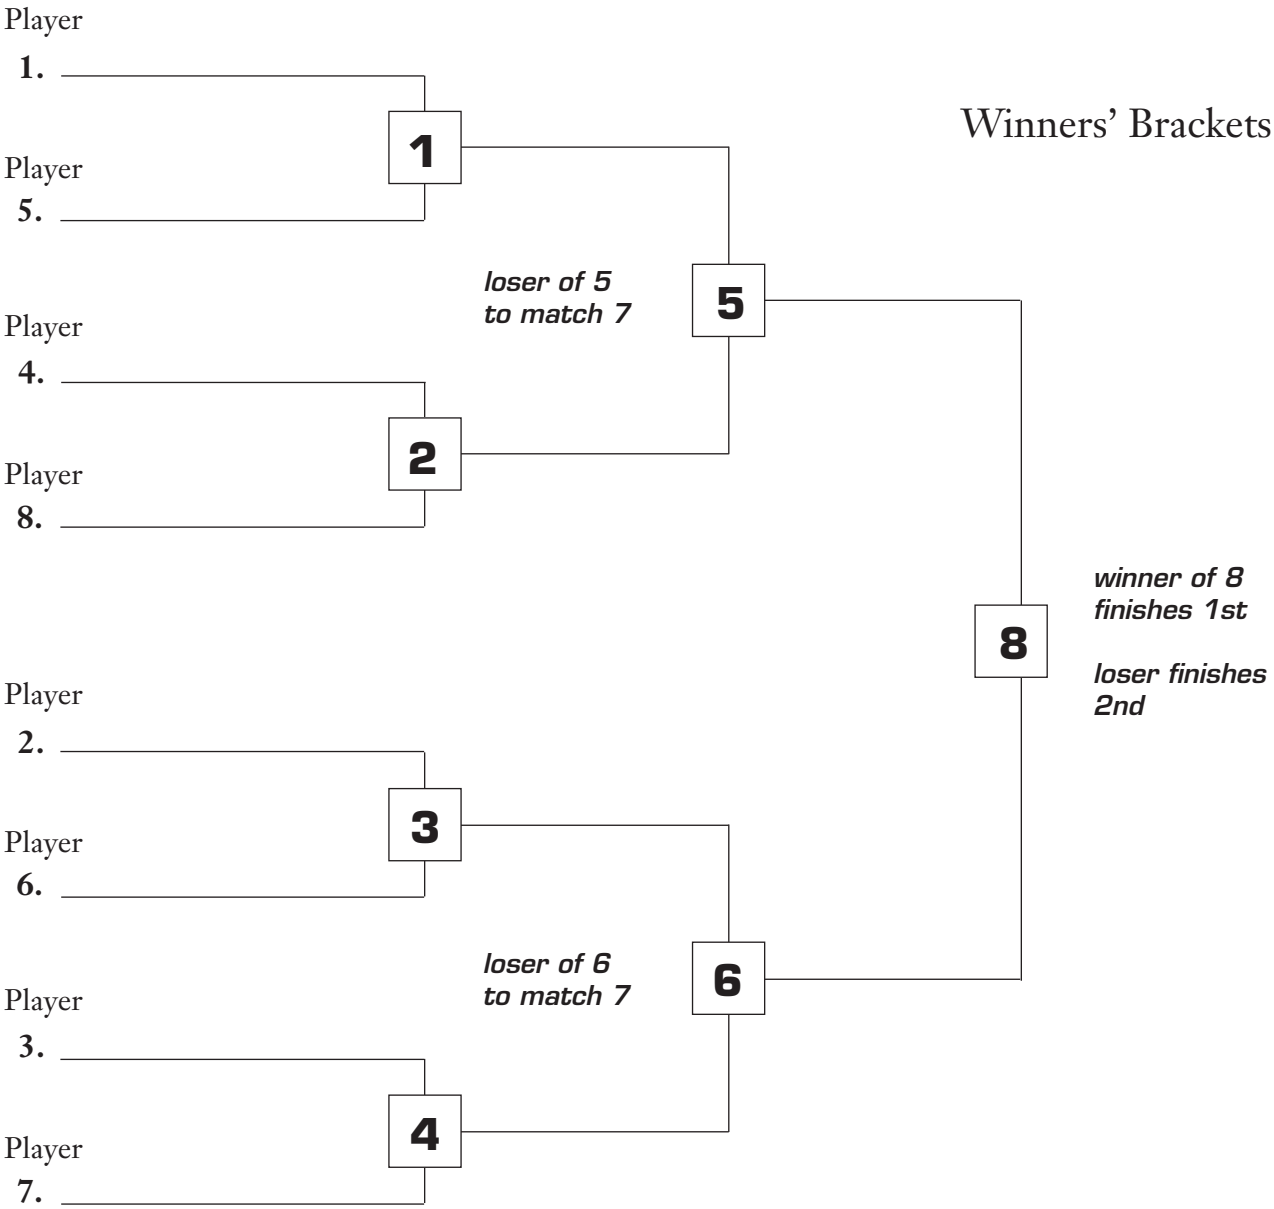 Player
1.
Winners’ Brackets
1
Player
5.
loser of 5
to match 7
5
Player
4.
2
Player
8.
winner of 8
finishes 1st
8
loser finishes
2nd
Player
2.
3
Player
6.
loser of 6
to match 7
6
Player
3.
4
Player
7.